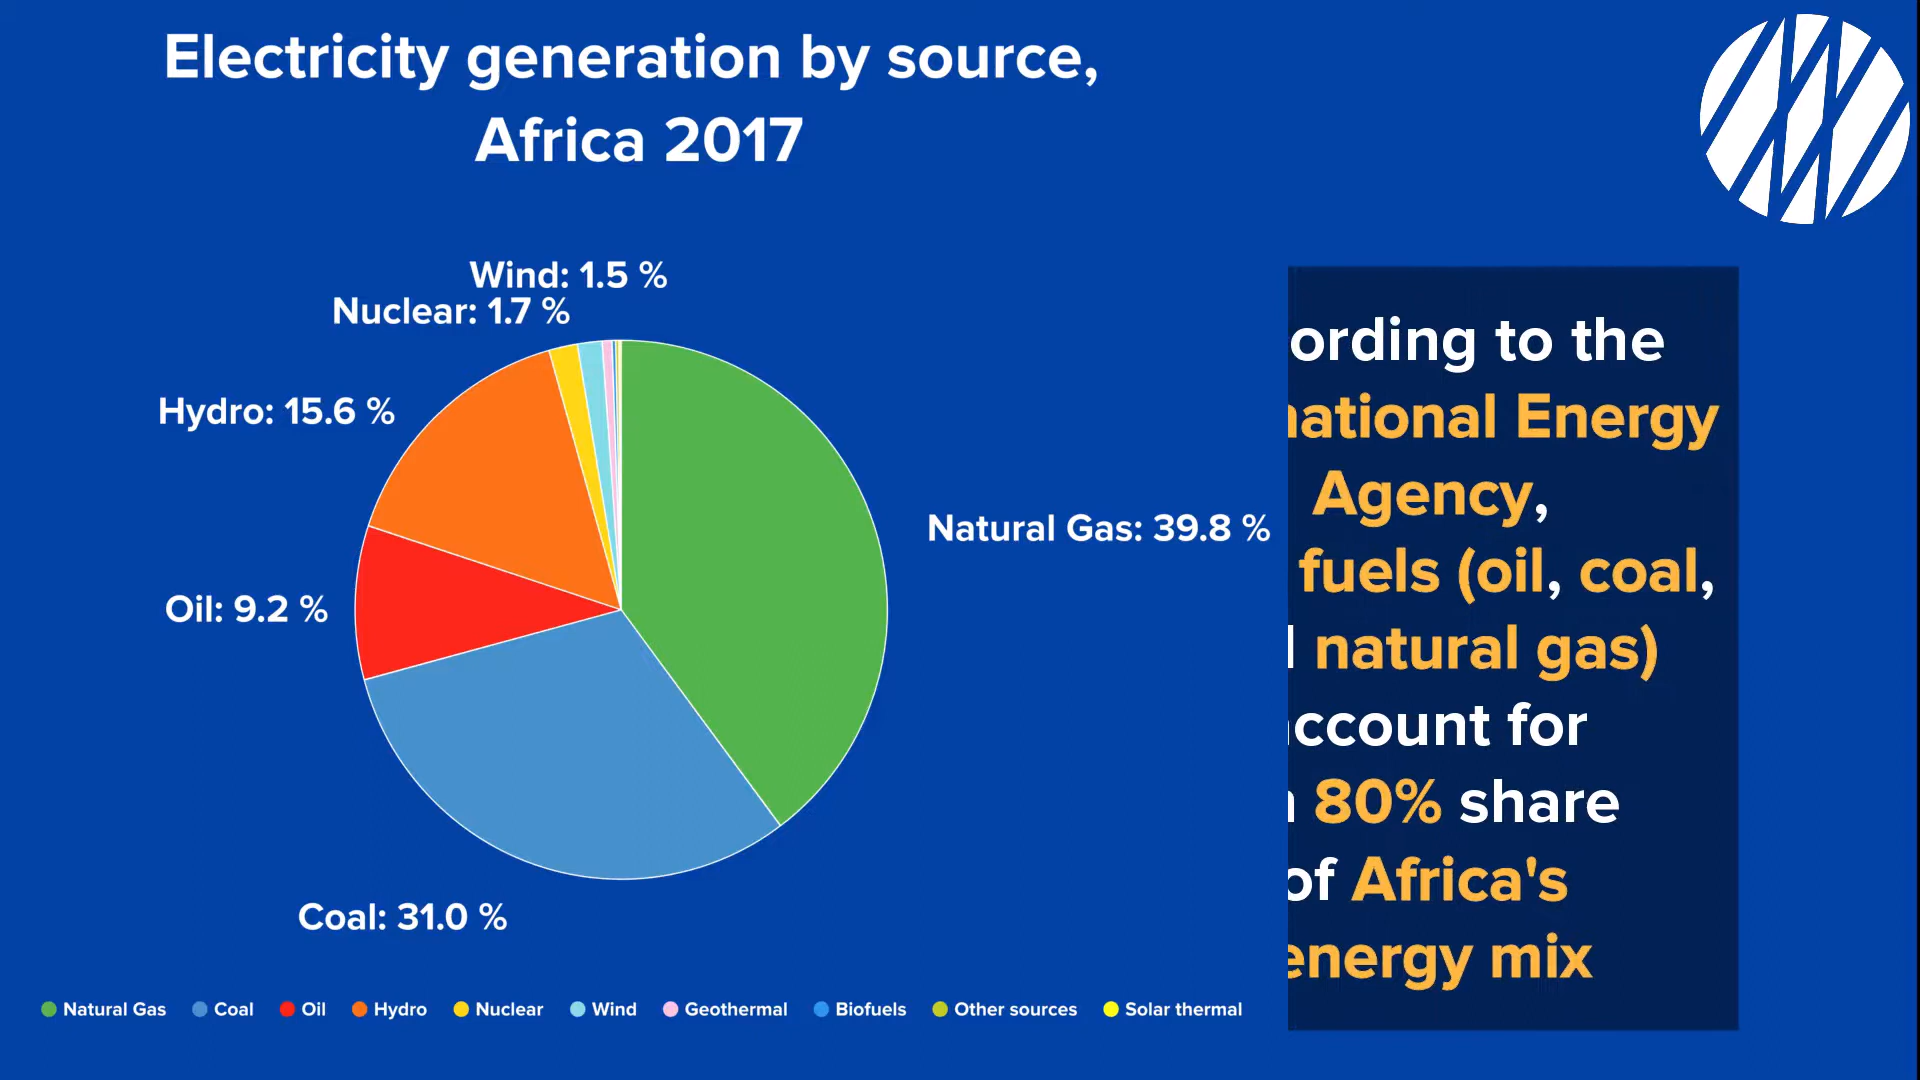 Electricity generation by source,
Africa 2017
Wind: 1.5 %
Nuclear: 1.7 %
Hydro: 15.6 %
Natural Gas: 39.8 %
Oil: 9.2 %
Coal: 31.0 %
Natural Gas Coal Oil Hydro Nuclear Wind Geothermal Biofuels Other sources Solar thermal
ording to the
national Energy
Agency,
fuels (oil, coal,
natural gas)
ccount for
80% share
of Africa's
energy mix